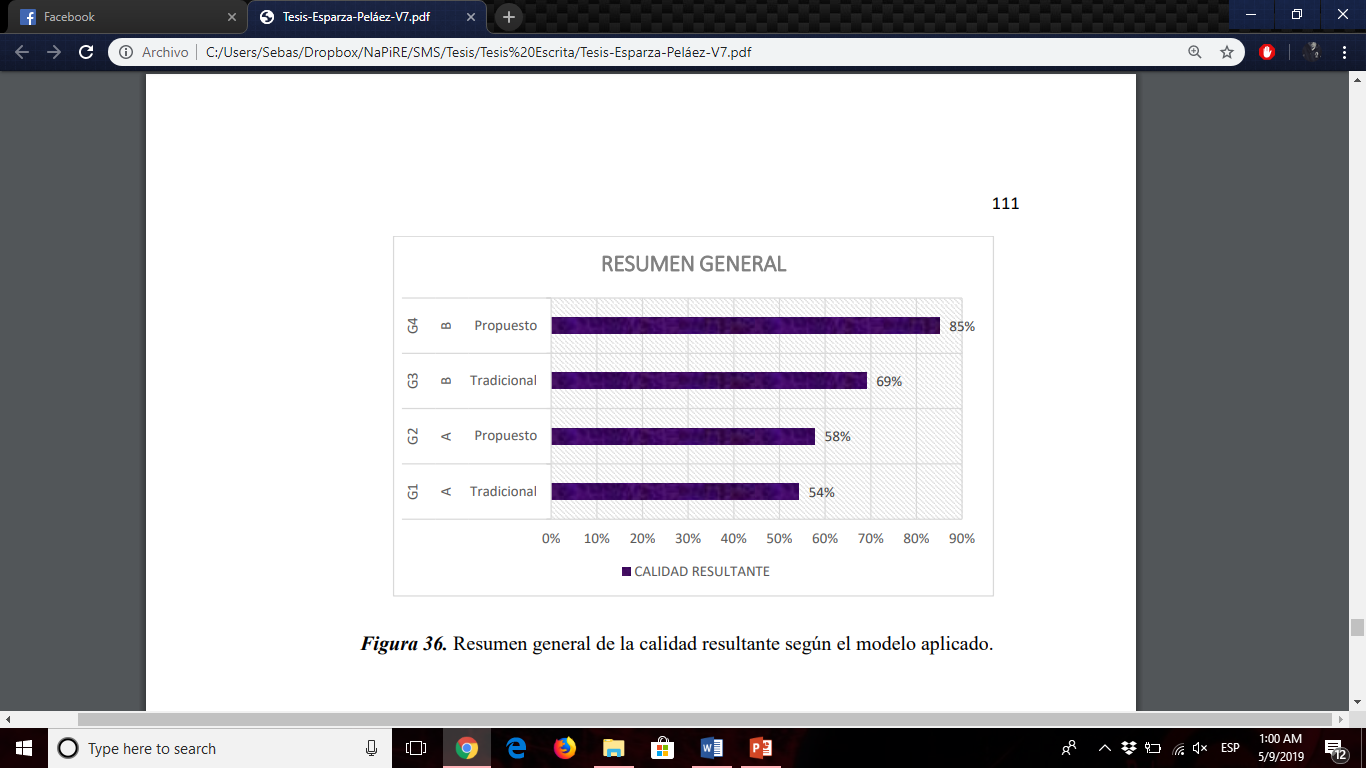 Facebook
Tesis-Esparza-Peláez-V7.pdf
Archivo C:/Users/Sebas/Dropbox/NaPiRE/SMS/Tesis/Tesis%20Escrita/Tesis-Esparza-Peláez-V7.pdf
111
RESUMEN GENERAL
G4 B Propuesto 85%
G3 B Tradicional 69%
G2 A Propuesto 58%
G1 A Tradicional 54%
0% 10% 20% 30% 40% 50% 60% 70% 80% 90%
CALIDAD RESULTANTE
Figura 36. Resumen general de la calidad resultante según el modelo aplicado.
Type here to search
ESP
1:00 AM
5/9/2019
12